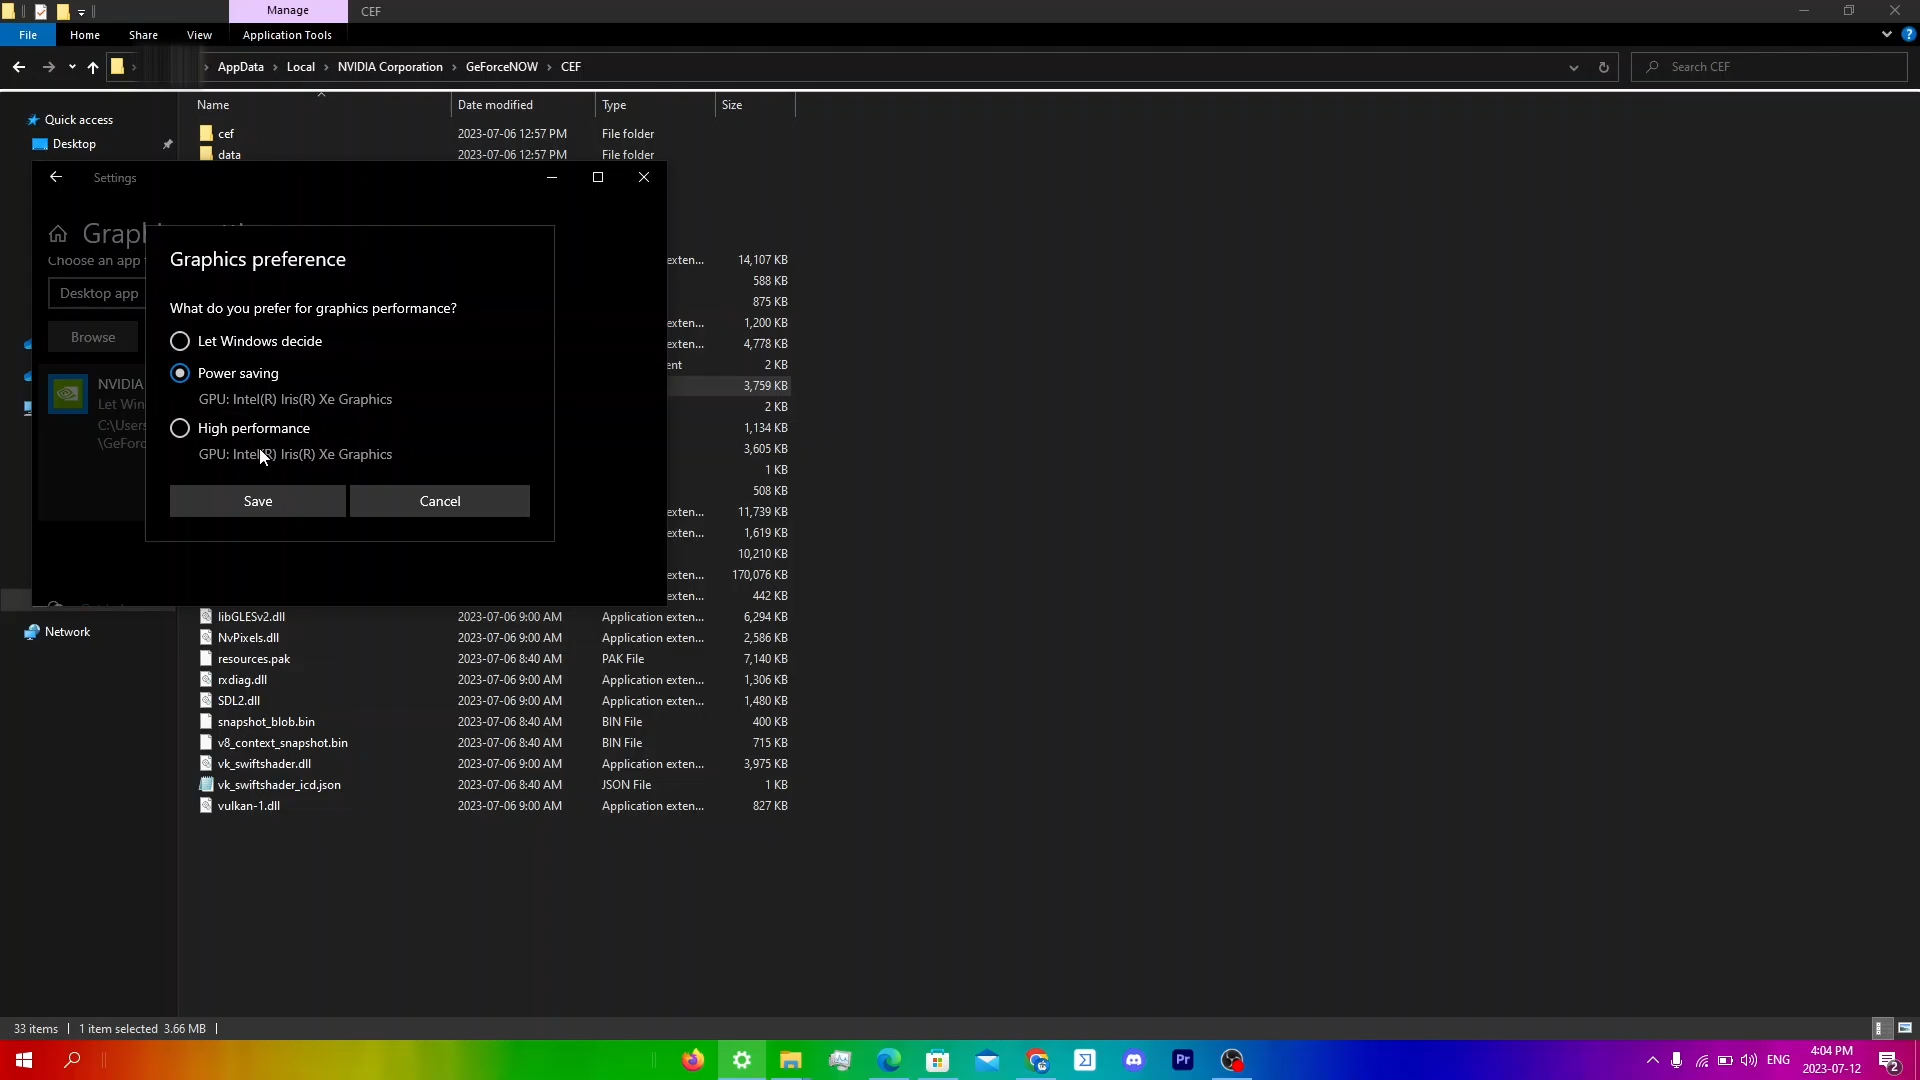 Manage
CEF
File
Home
Share
View
Application Tools
AppData
Local
NVIDIA Corporation
GeForceNOW
CEF
Search CEF
Name
Date modified
Type
Size
Quick access
Desktop
cef 2023-07-06 12:57 PM File folder
data 2023-07-06 12:57 PM File folder
Settings
Choose an app
Desktop app
Browse
NVIDIA
C:\Users
Graphics preference
What do you prefer for graphics performance?
Let Windows decide
Power saving
GPU: Intel(R) Iris(R) Xe Graphics
High performance
GPU: Intel(R) Iris(R) Xe Graphics
Save
Cancel
exten... 14,107 KB
588 KB
875 KB
exten... 1,200 KB
exten... 4,778 KB
ent 2 KB
3,759 KB
2 KB
1,134 KB
3,605 KB
1 KB
508 KB
exten... 11,739 KB
exten... 1,619 KB
10,210 KB
exten... 170,076 KB
exten... 442 KB
libGLESv2.dll 2023-07-06 9:00 AM Application exten... 6,294 KB
Network
NvPixels.dll 2023-07-06 9:00 AM Application exten... 2,586 KB
resources.pak 2023-07-06 8:40 AM PAK File 7,140 KB
rxdiag.dll 2023-07-06 9:00 AM Application exten... 1,306 KB
SDL2.dll 2023-07-06 9:00 AM Application exten... 1,480 KB
snapshot_blob.bin 2023-07-06 8:40 AM BIN File 400 KB
v8_context_snapshot.bin 2023-07-06 8:40 AM BIN File 715 KB
vk_swiftshader.dll 2023-07-06 9:00 AM Application exten... 3,975 KB
vk_swiftshader_icd.json 2023-07-06 8:40 AM JSON File 1 KB
vulkan-1.dll 2023-07-06 9:00 AM Application exten... 827 KB
33 items
1 item selected 3.66 MB
Pr
ENG
4:04 PM
2023-07-12
2